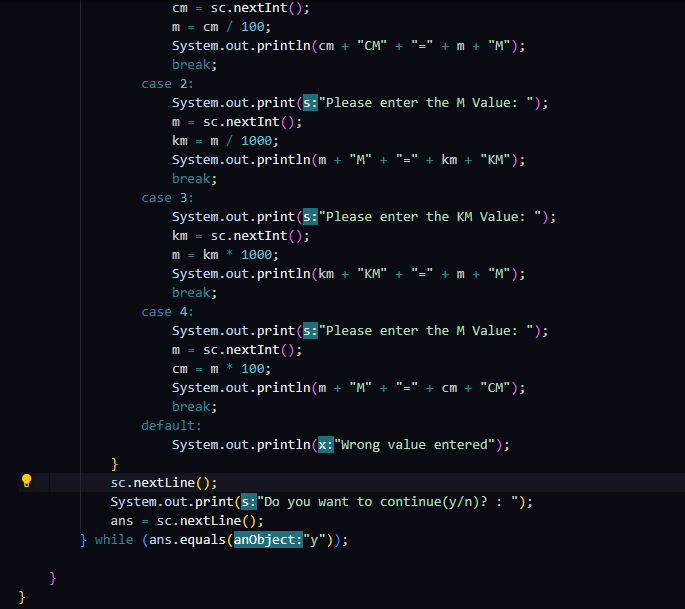 cm = sc.nextInt();
m = cm / 100;
System.out.println(cm + "CM" + "=" + m + "M");
break;
case 2:
System.out.print(s:"Please enter the M Value: ");
m = sc.nextInt();
km = m / 1000;
System.out.println(m + "M" + "=" + km + "KM");
break;
case 3:
System.out.print(s:"Please enter the KM Value: ");
km = sc.nextInt();
m = km * 1000;
System.out.println(km + "KM" + "=" + m + "M");
break;
case 4:
System.out.print(s:"Please enter the M Value: ");
m = sc.nextInt();
cm = m * 100;
System.out.println(m + "M" + "=" + cm + "CM");
break;
default:
System.out.println(x:"Wrong value entered");
}
sc.nextLine();
System.out.print(s:"Do you want to continue(y/n)? : ");
ans = sc.nextLine();
} while (ans.equals(anObject:"y"));
}
}